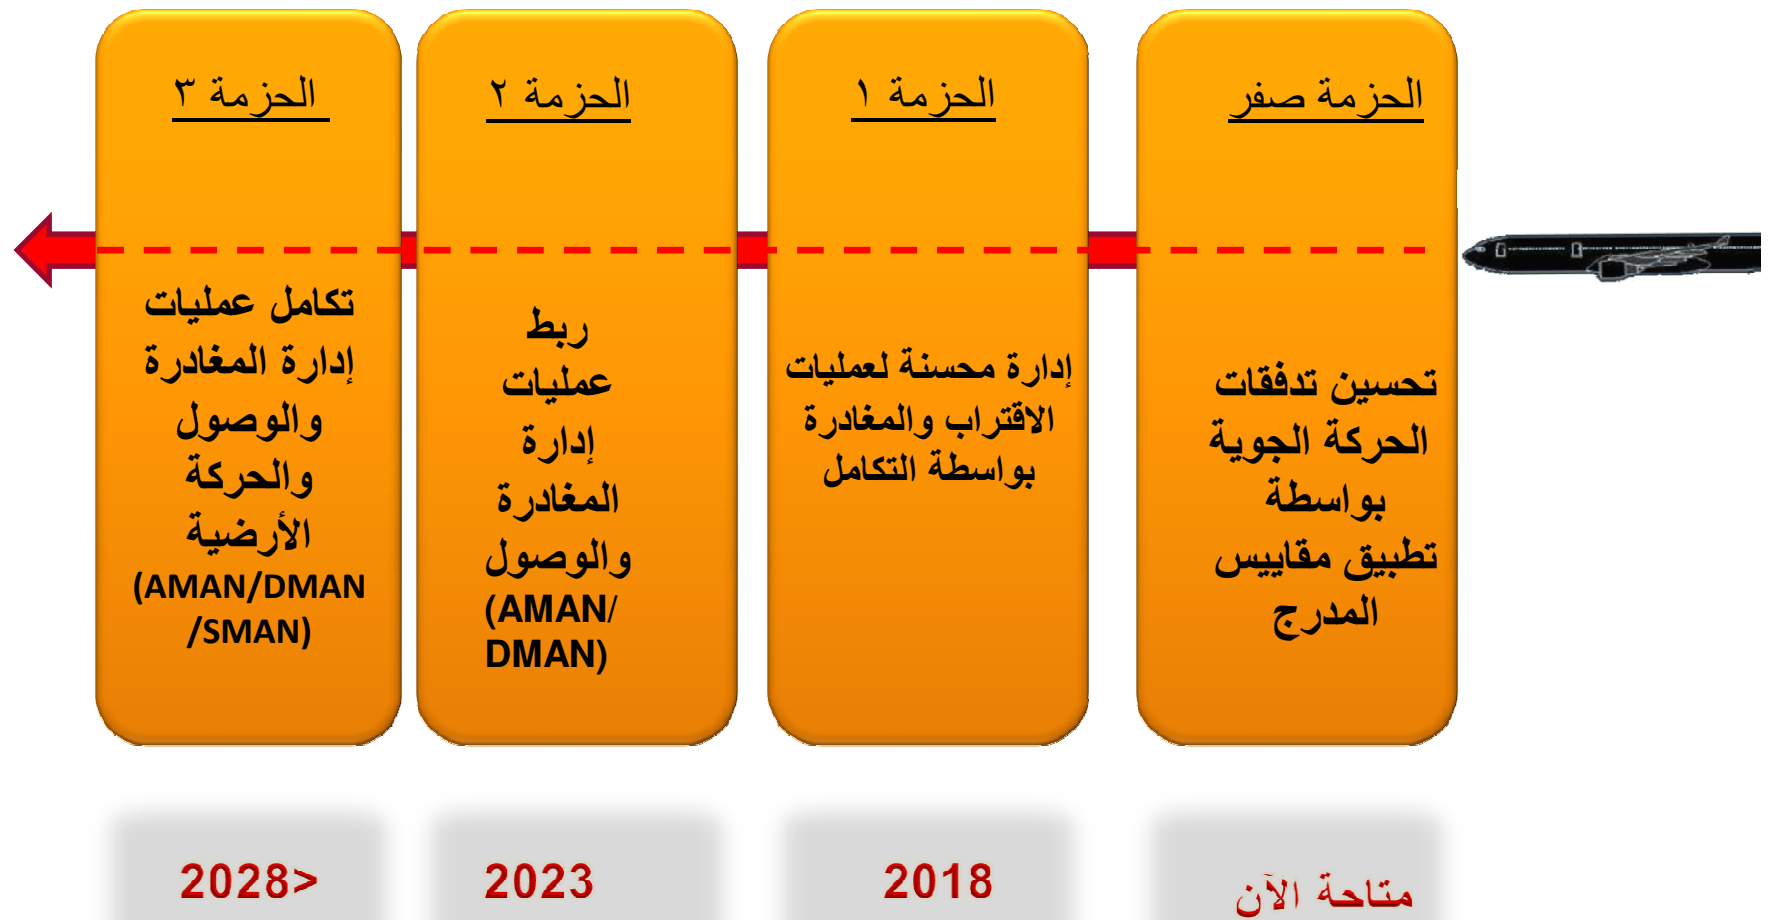 الحزمة صفر
تحسين تدفقات
الحركة الجوية
بواسطة
تطبيق مقاييس
المدرج
متاحة الآن
الحزمة ١
إدارة محسنة لعمليات
الاقتراب والمغادرة
بواسطة التكامل
2018
الحزمة ٢
ربط
عمليات
إدارة
المغادرة
والوصول
(AMAN/
DMAN)
2023
الحزمة ٣
تكامل عمليات
إدارة المغادرة
والوصول
والحركة
الأرضية
(AMAN/DMAN
/SMAN)
2028>